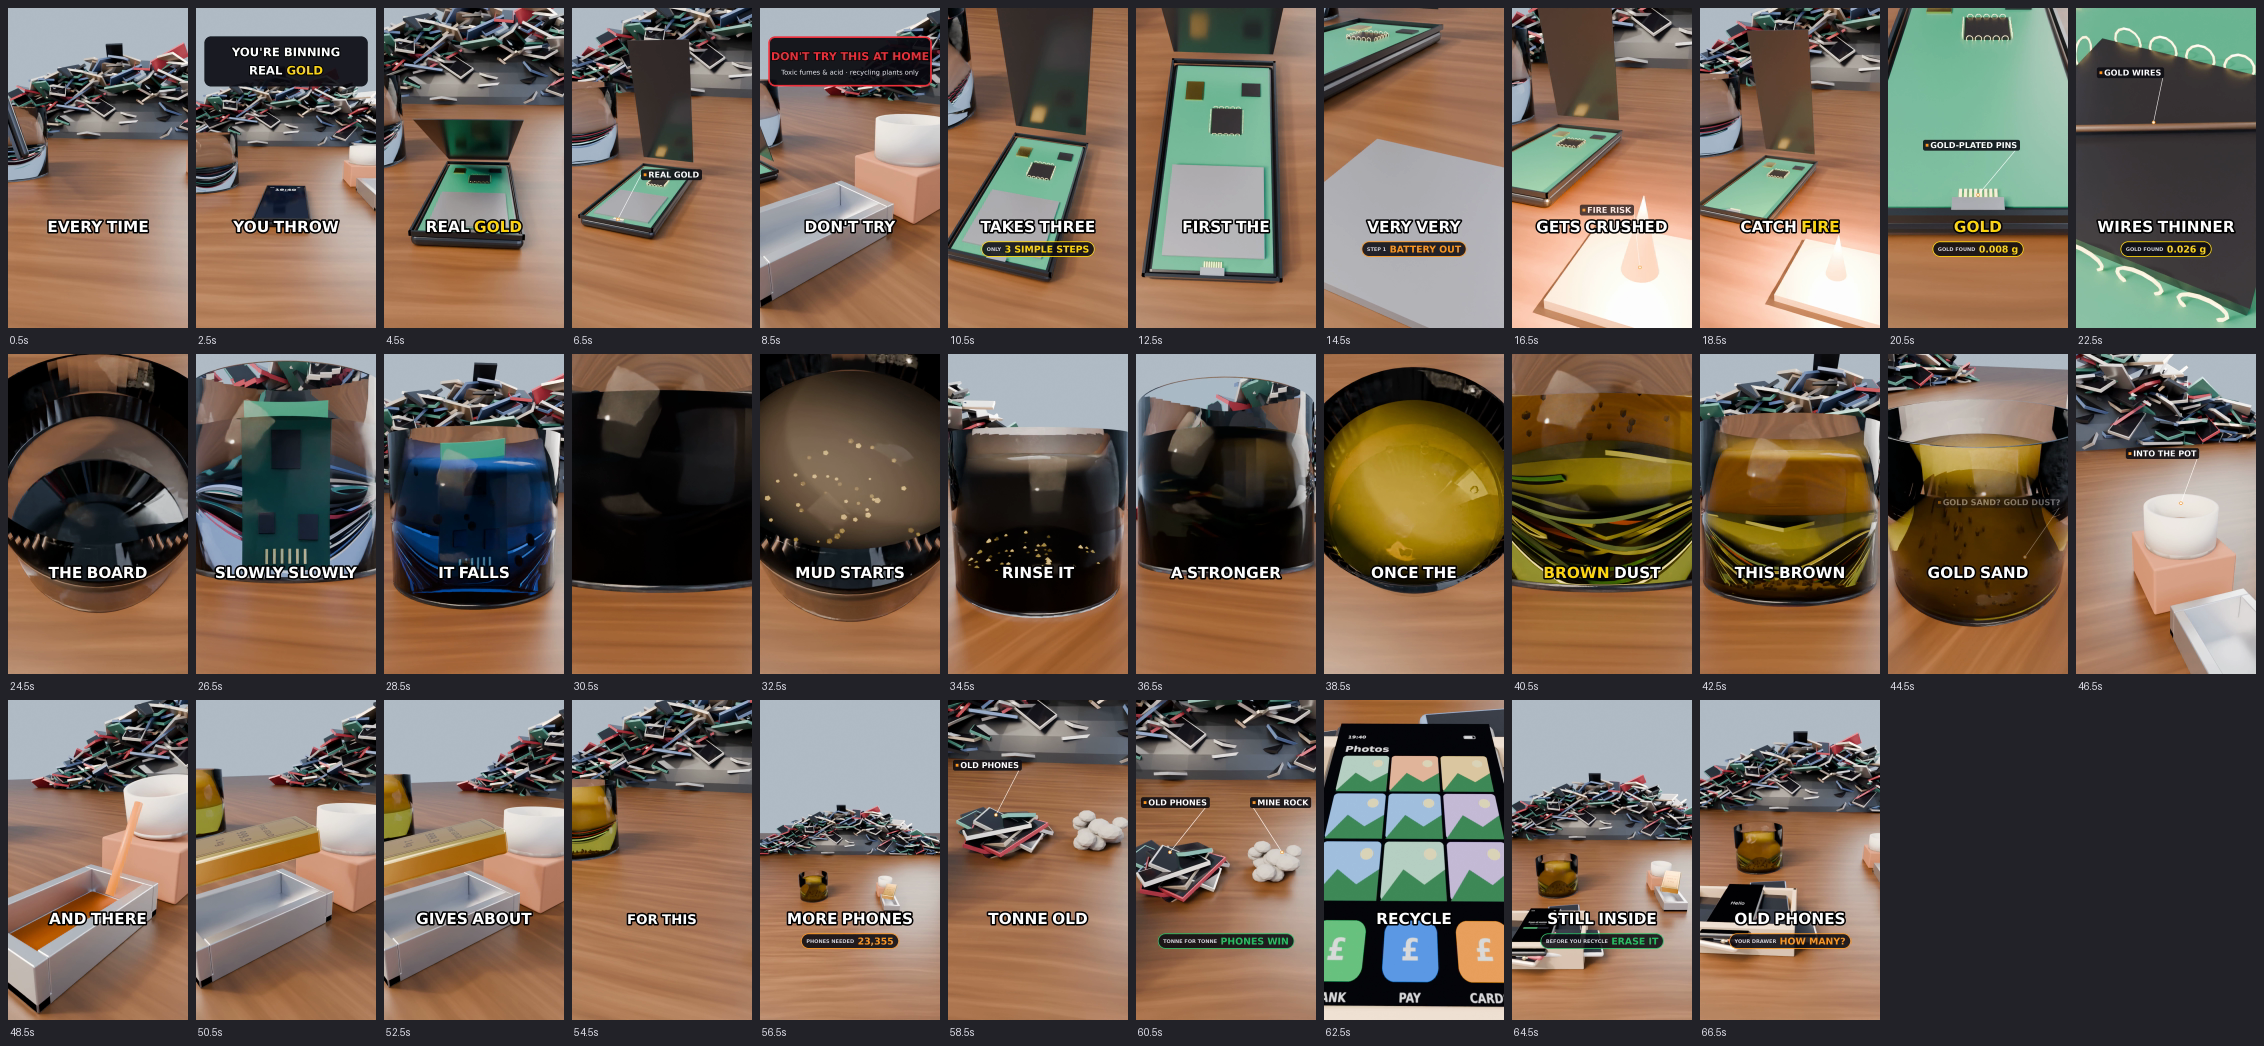 EVERY TIME
0.5s
YOU'RE BINNING
REAL GOLD
YOU THROW
2.5s
REAL GOLD
4.5s
REAL GOLD
6.5s
DON'T TRY THIS AT HOME
Toxic fumes & acid · recycling plants only
DON'T TRY
8.5s
TAKES THREE
ONLY 3 SIMPLE STEPS
10.5s
FIRST THE
12.5s
VERY VERY
STEP 1 BATTERY OUT
14.5s
FIRE RISK
GETS CRUSHED
16.5s
CATCH FIRE
18.5s
GOLD-PLATED PINS
GOLD
GOLD FOUND 0.008 g
20.5s
GOLD WIRES
WIRES THINNER
GOLD FOUND 0.026 g
22.5s
THE BOARD
24.5s
SLOWLY SLOWLY
26.5s
IT FALLS
28.5s
30.5s
MUD STARTS
32.5s
RINSE IT
34.5s
A STRONGER
36.5s
ONCE THE
38.5s
BROWN DUST
40.5s
THIS BROWN
42.5s
GOLD SAND? GOLD DUST?
GOLD SAND
44.5s
INTO THE POT
46.5s
AND THERE
48.5s
50.5s
GIVES ABOUT
52.5s
FOR THIS
54.5s
MORE PHONES
PHONES NEEDED 23,355
56.5s
OLD PHONES
TONNE OLD
58.5s
OLD PHONES
MINE ROCK
TONNE FOR TONNE PHONES WIN
60.5s
19:40
Photos
RECYCLE
£ £ £
ANK PAY CARD
62.5s
STILL INSIDE
BEFORE YOU RECYCLE ERASE IT
64.5s
Hello
OLD PHONES
YOUR DRAWER HOW MANY?
66.5s